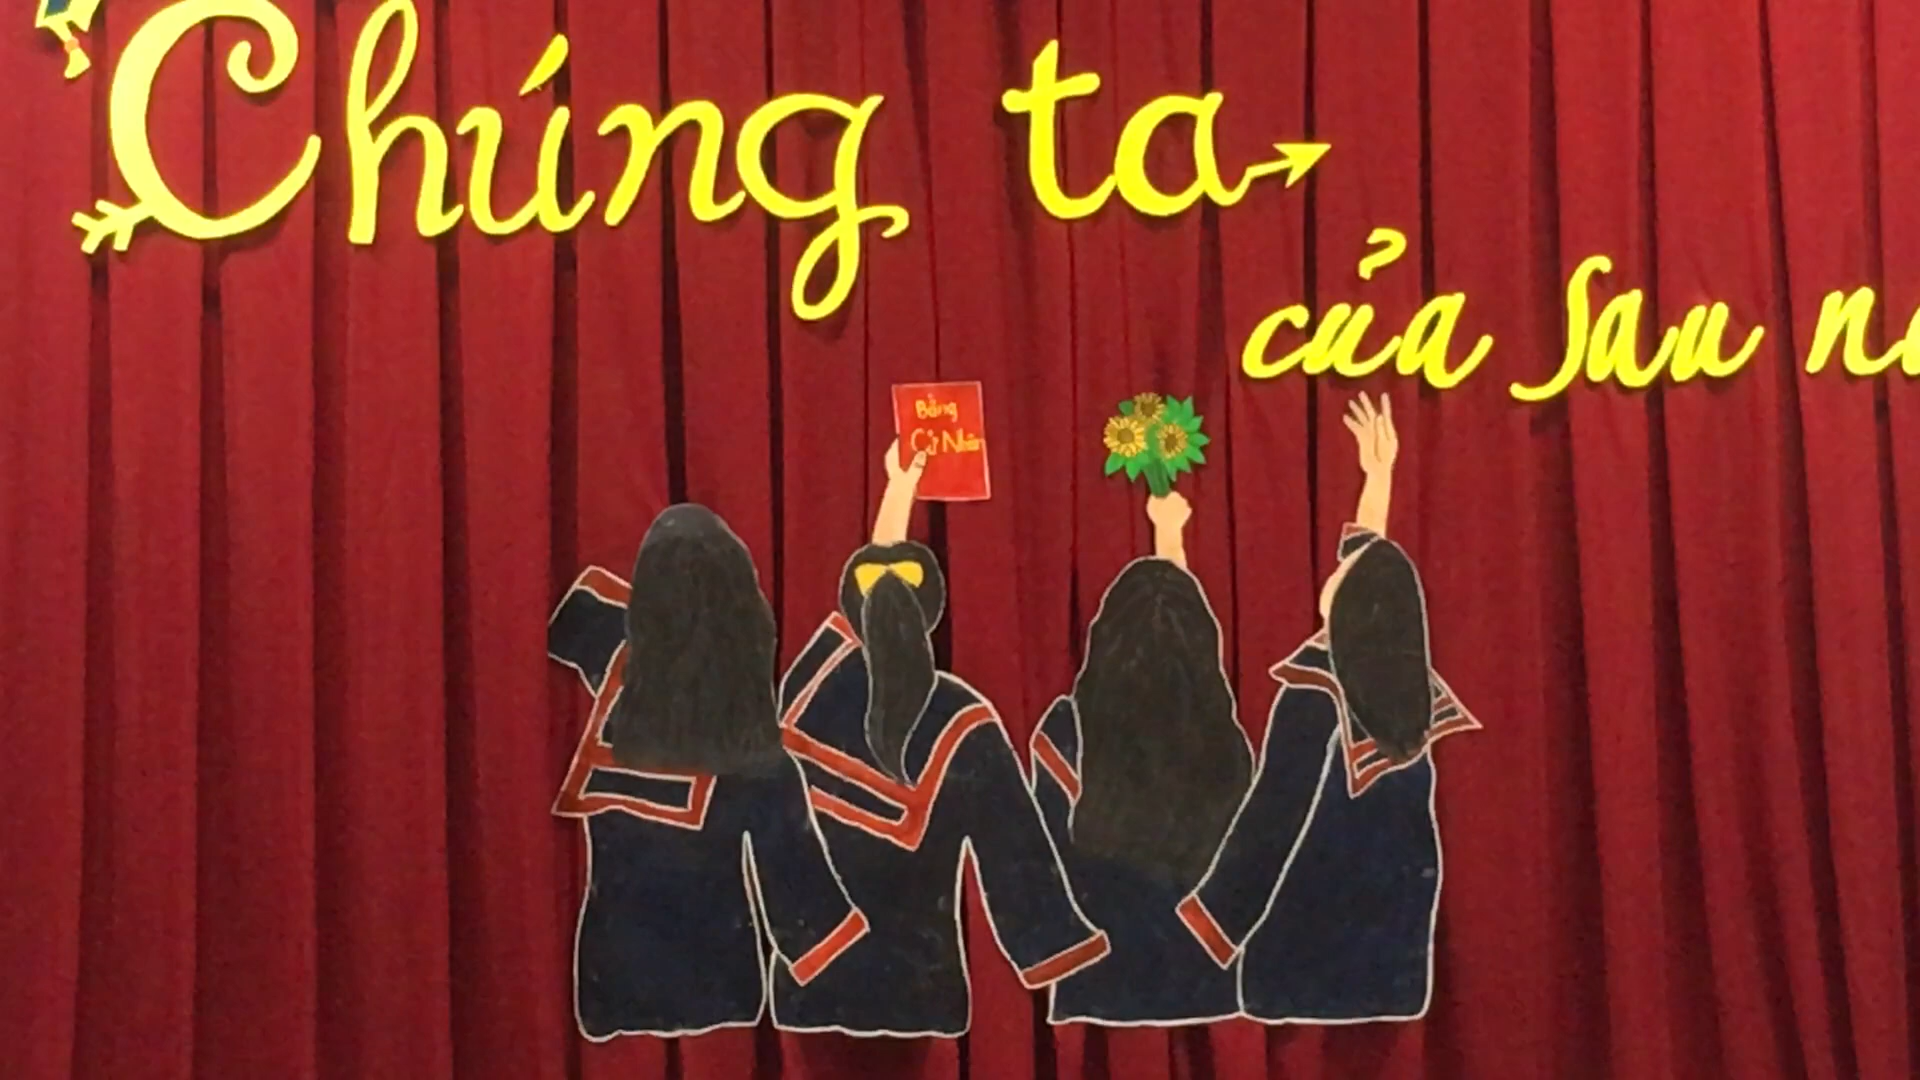 Chúng ta
của sau
Bằng
Cử Nhân